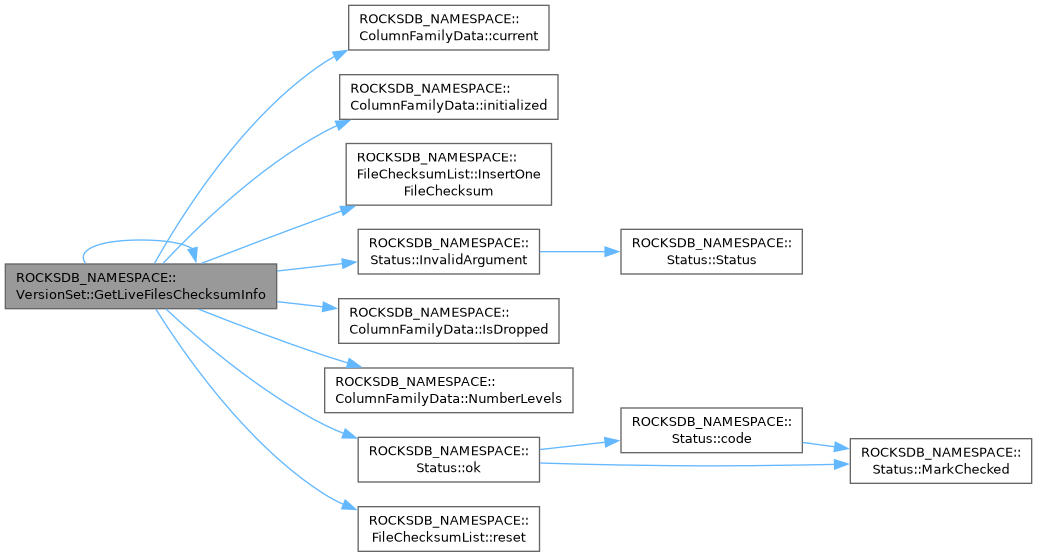 ROCKSDB_NAMESPACE::
VersionSet::GetLiveFilesChecksumInfo
ROCKSDB_NAMESPACE::
ColumnFamilyData::current
ROCKSDB_NAMESPACE::
ColumnFamilyData::initialized
ROCKSDB_NAMESPACE::
FileChecksumList::InsertOne
FileChecksum
ROCKSDB_NAMESPACE::
Status::InvalidArgument
ROCKSDB_NAMESPACE::
Status::Status
ROCKSDB_NAMESPACE::
ColumnFamilyData::IsDropped
ROCKSDB_NAMESPACE::
ColumnFamilyData::NumberLevels
ROCKSDB_NAMESPACE::
Status::ok
ROCKSDB_NAMESPACE::
Status::code
ROCKSDB_NAMESPACE::
Status::MarkChecked
ROCKSDB_NAMESPACE::
FileChecksumList::reset